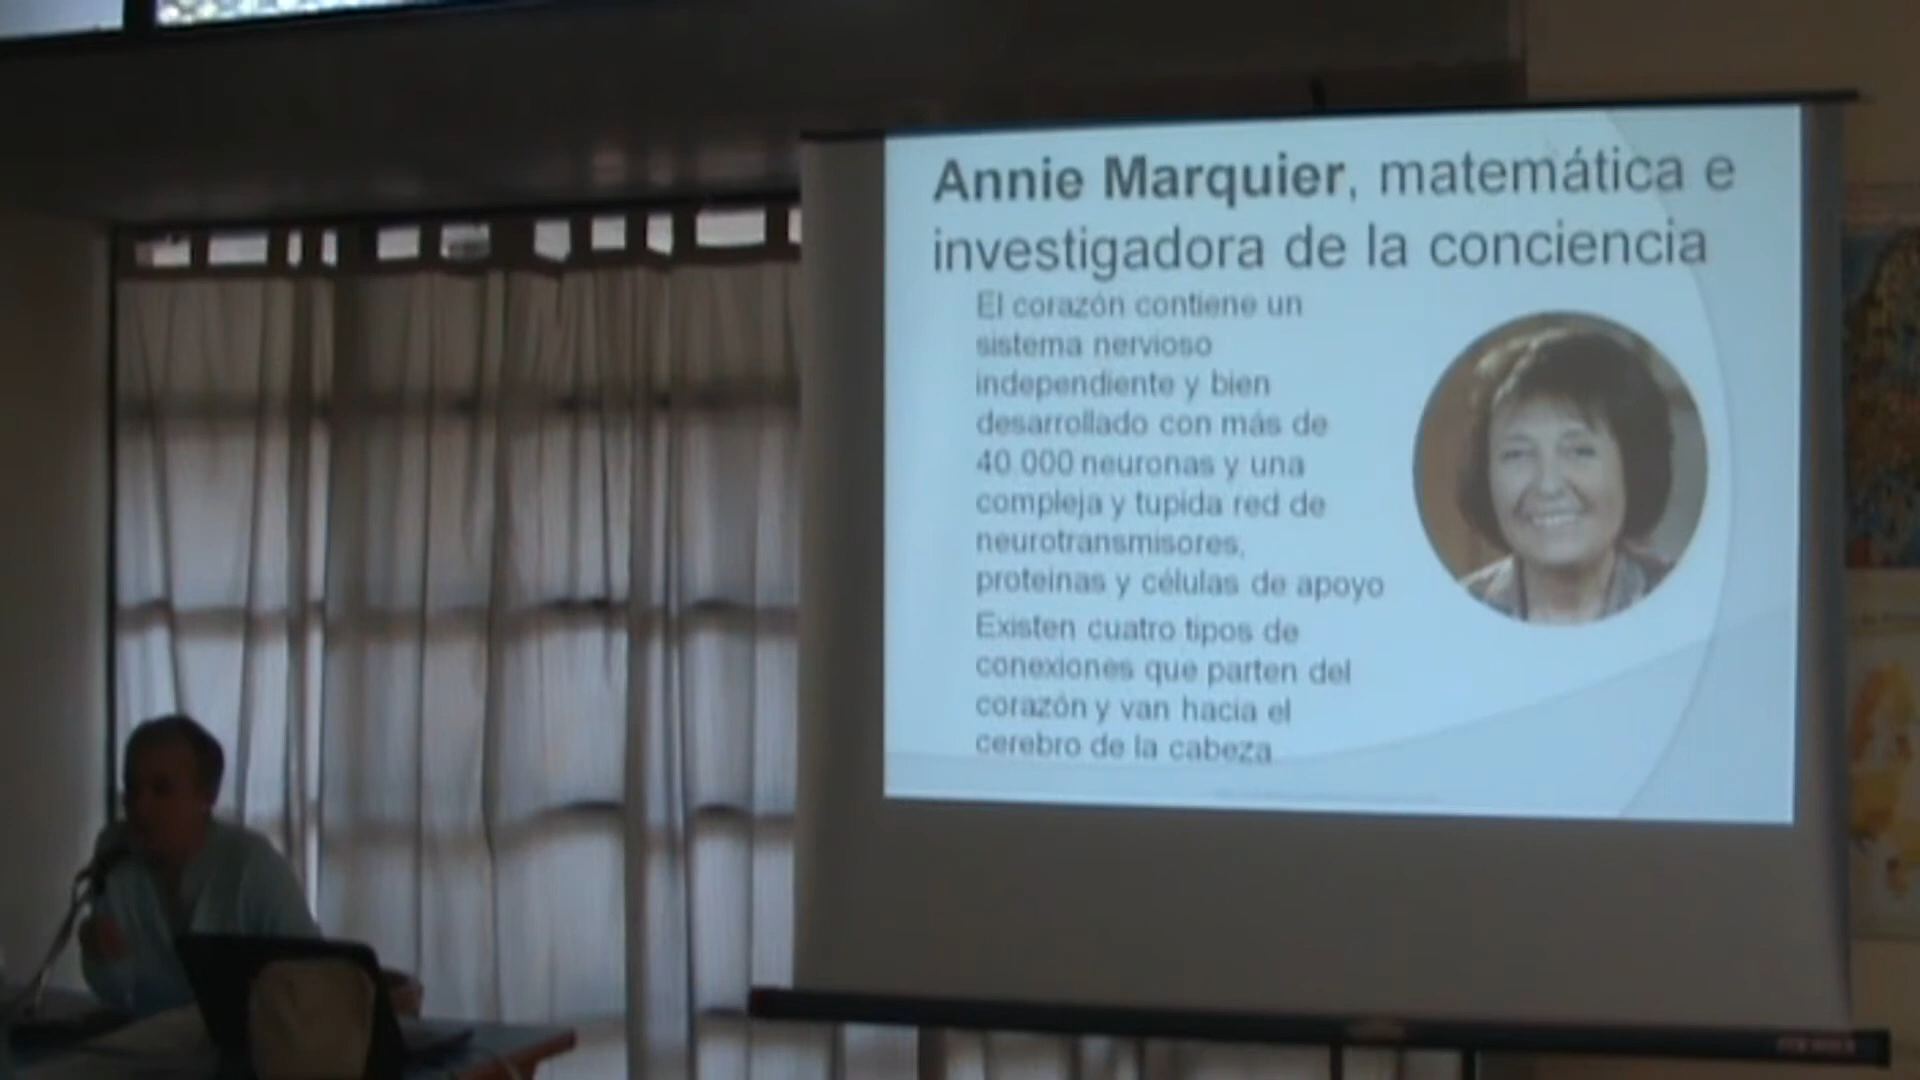 Annie Marquier, matemática e
investigadora de la conciencia
El corazón contiene un
sistema nervioso
independiente y bien
desarrollado con más de
40.000 neuronas y una
compleja y tupida red de
neurotransmisores,
proteínas y células de apoyo
Existen cuatro tipos de
conexiones que parten del
corazón y van hacia el
cerebro de la cabeza